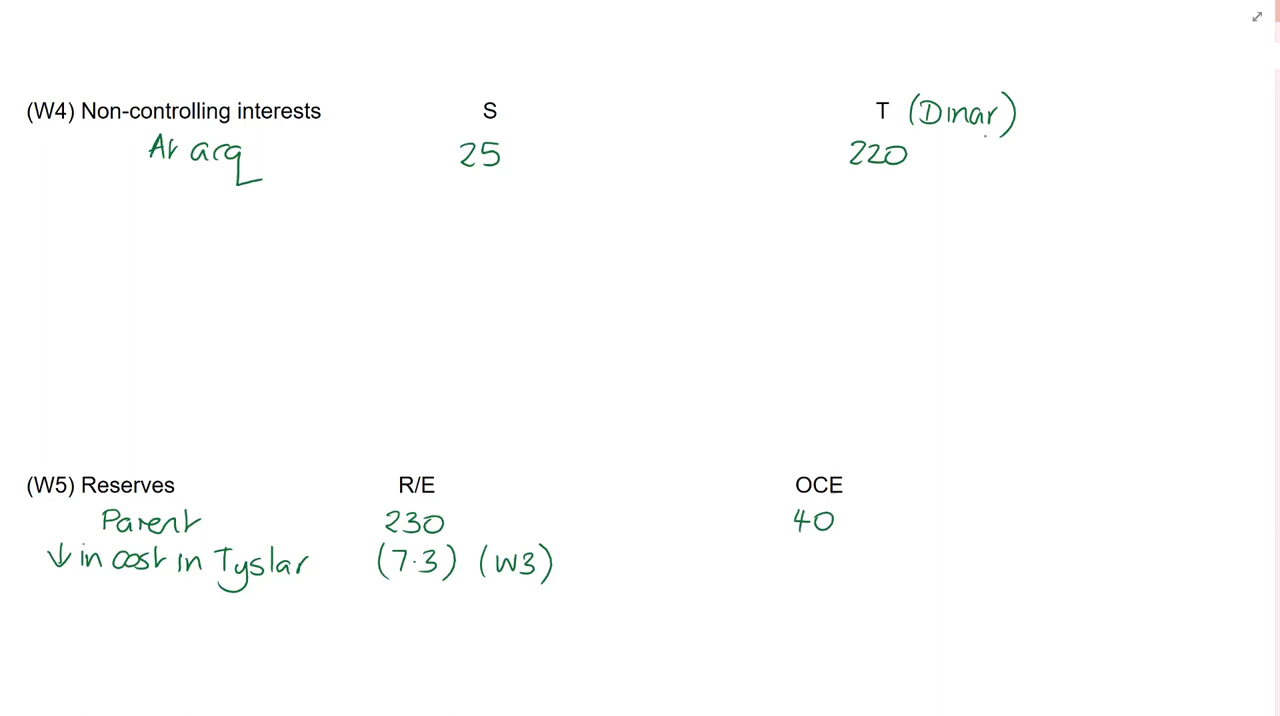 (W4) Non-controlling interests S T (Dinar)
At acq 25 220
(W5) Reserves R/E OCE
Parent 230 40
↓ in cost in Tyslar (7.3) (W3)